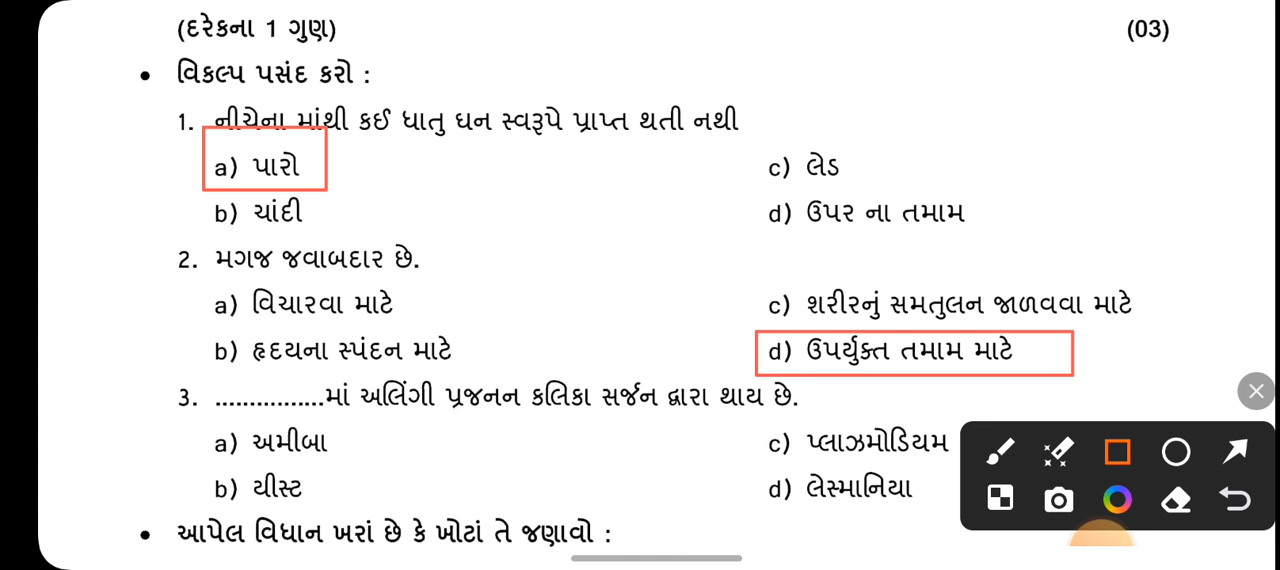 (દરેકના 1 ગુણ) (03)
• વિકલ્પ પસંદ કરો :
1. નીચેના માંથી કઈ ધાતુ ઘન સ્વરૂપે પ્રાપ્ત થતી નથી
a) પારો c) લેડ
b) ચાંદી d) ઉપર ના તમામ
2. મગજ જવાબદાર છે.
a) વિચારવા માટે c) શરીરનું સમતુલન જાળવવા માટે
b) હૃદયના સ્પંદન માટે d) ઉપર્યુક્ત તમામ માટે
3. ................માં અલિંગી પ્રજનન કલિકા સર્જન દ્વારા થાય છે.
a) અમીબા c) પ્લાઝમોડિયમ
b) યીસ્ટ d) લેસ્માનિયા
• આપેલ વિધાન ખરાં છે કે ખોટાં તે જણાવો :